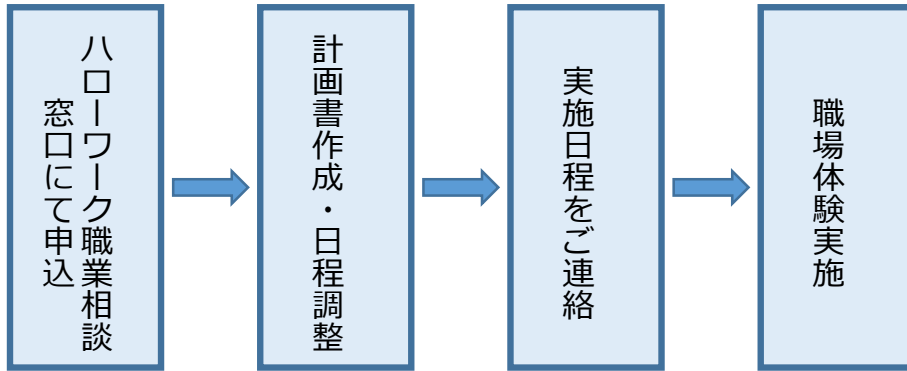 ハローワーク職業相談
窓口にて申込
計画書作成・日程調整
実施日程をご連絡
職場体験実施